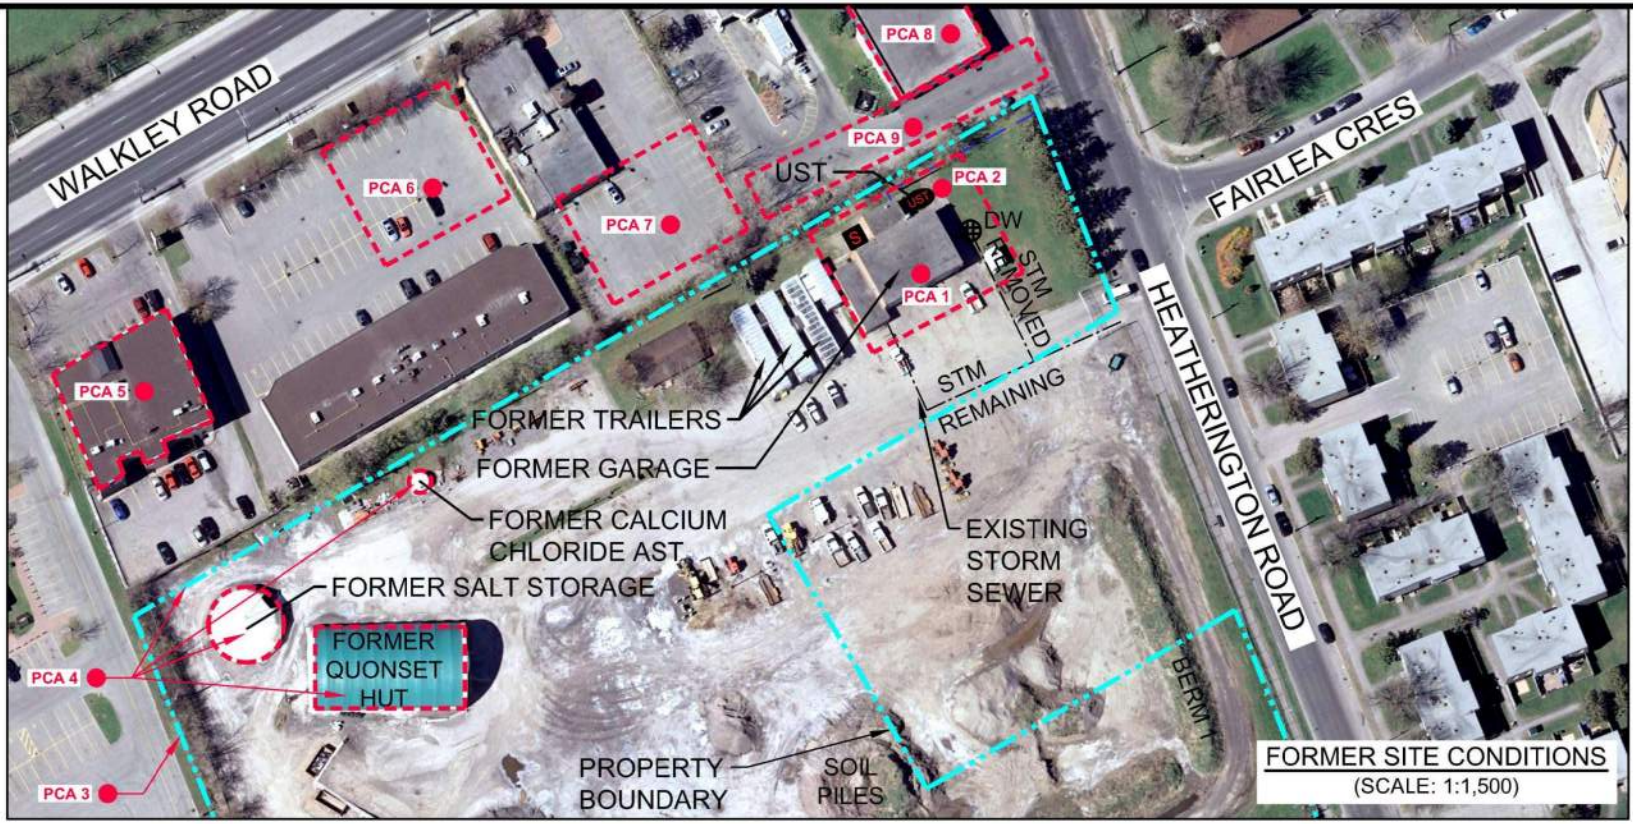 WALKLEY ROAD
PCA 8
PCA 9
PCA 6
PCA 7
UST
UST
PCA 2
DW
S
PCA 1
STM
REMOVED
FAIRLEA CRES
PCA 5
STM
REMAINING
HEATHERINGTON ROAD
FORMER TRAILERS
FORMER GARAGE
FORMER CALCIUM
CHLORIDE AST
EXISTING
STORM
SEWER
FORMER SALT STORAGE
FORMER
QUONSET
HUT
PCA 4
PCA 3
PROPERTY
BOUNDARY
SOIL
PILES
BERM 1
FORMER SITE CONDITIONS
(SCALE: 1:1,500)